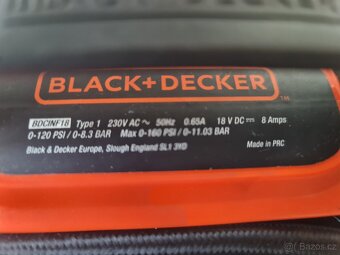 BLACK+DECKER™
BDCINF18 Type 1 230V AC ~ 50Hz 0.65A 18 V DC ⎓ 8 Amps
0-120 PSI / 0-8.3 BAR Max 0-160 PSI / 0-11.03 BAR
Black & Decker Europe, Slough England SL1 3YD Made in PRC
Bazos.cz